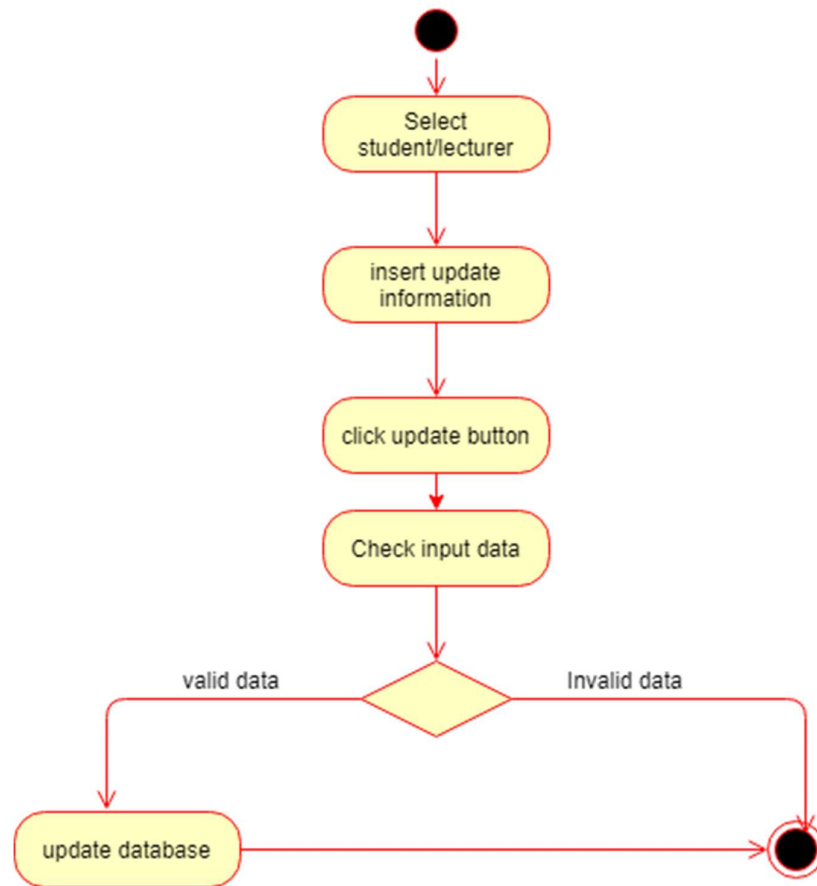 Select
student/lecturer
insert update
information
click update button
Check input data
valid data
Invalid data
update database